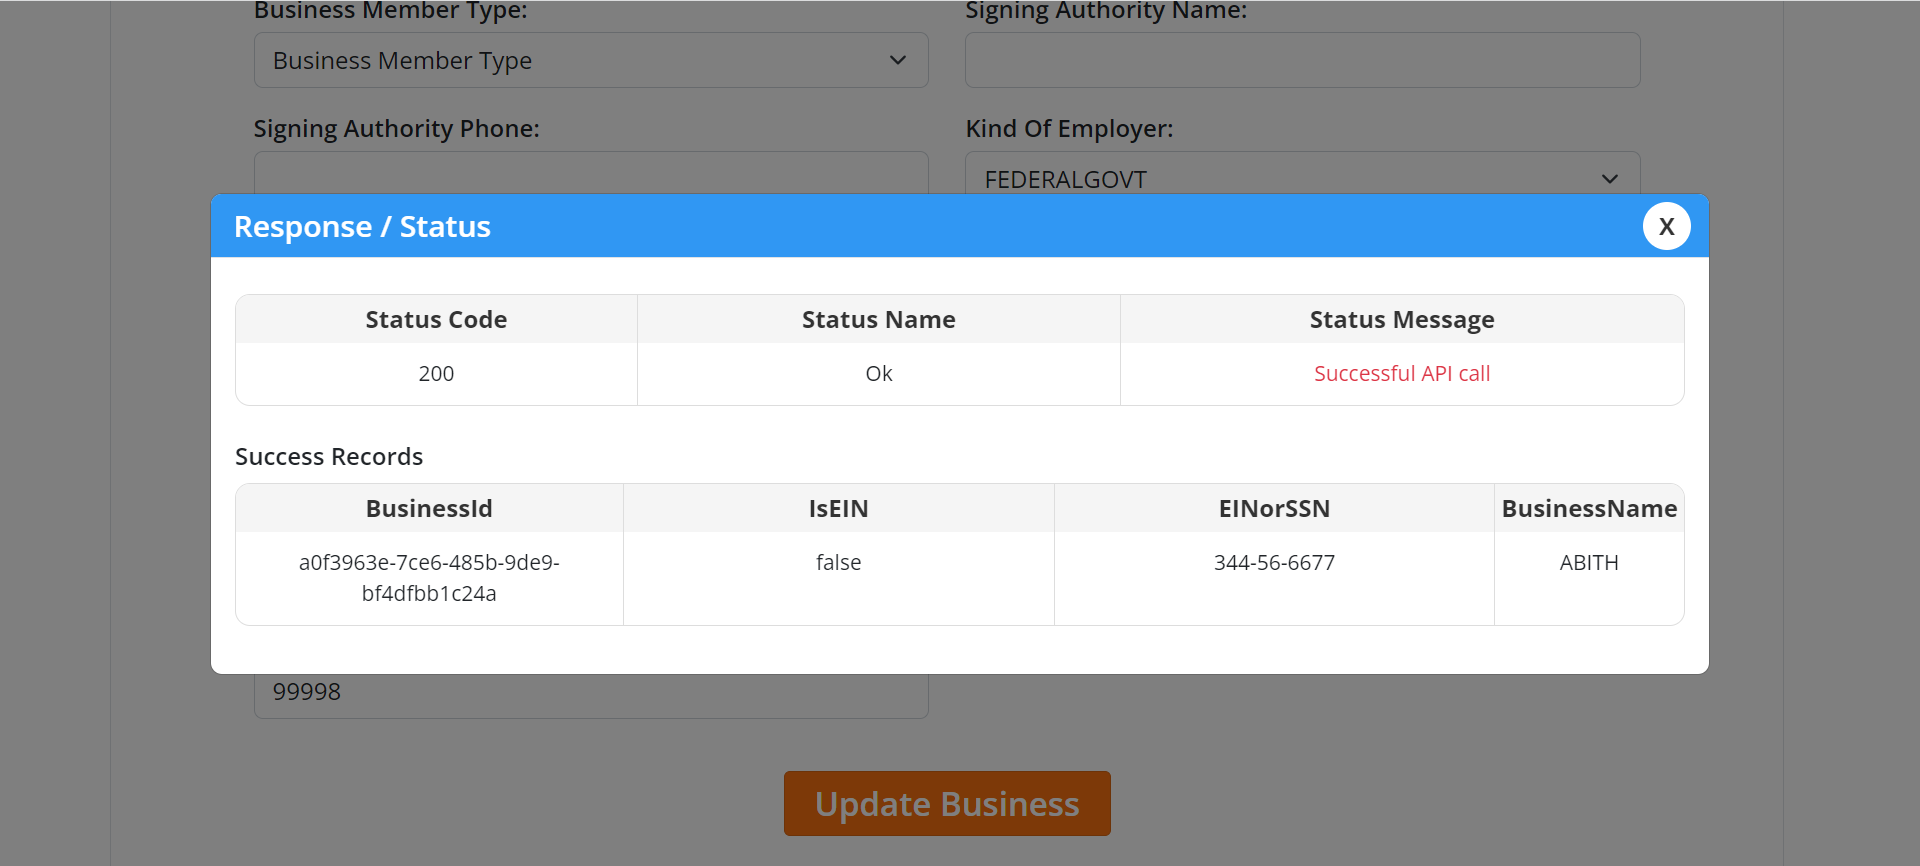 Business Member Type:
Signing Authority Name:
Business Member Type
Signing Authority Phone:
Kind Of Employer:
FEDERALGOVT
Response / Status
X
Status Code
Status Name
Status Message
200
Ok
Successful API call
Success Records
BusinessId
IsEIN
EINorSSN
BusinessName
a0f3963e-7ce6-485b-9de9-
bf4dfbb1c24a
false
344-56-6677
ABITH
99998
Update Business